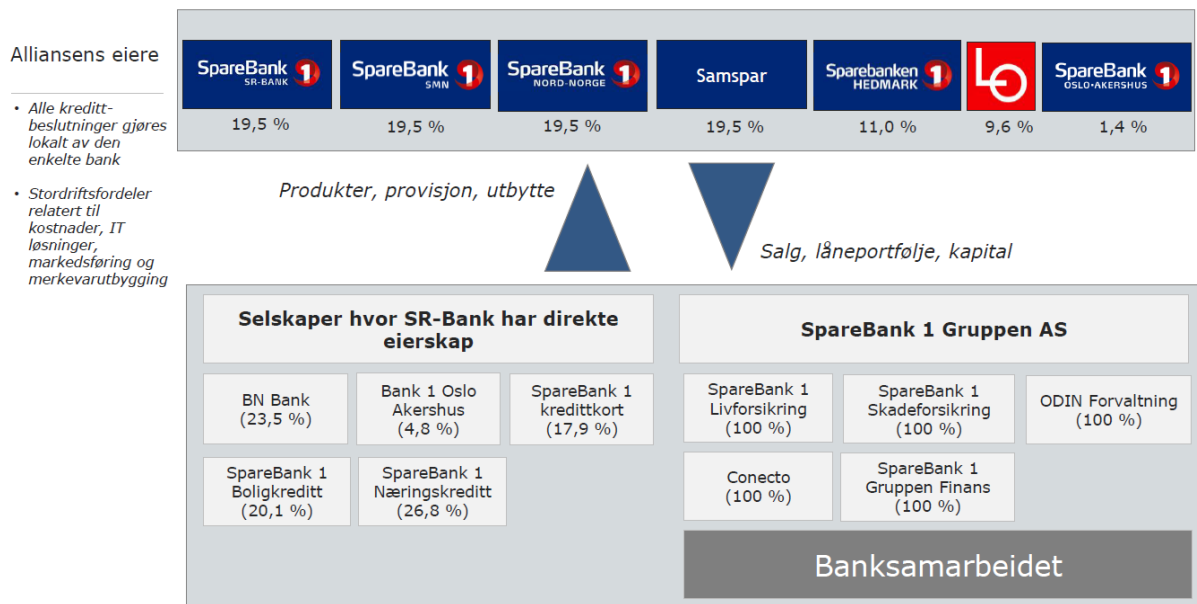 Alliansens eiere
• Alle kreditt-
beslutninger gjøres
lokalt av den
enkelte bank
• Stordriftsfordeler
relatert til
kostnader, IT
løsninger,
markedsføring og
merkevarutbygging
SpareBank 1
SR-BANK
19,5 %
SpareBank 1
SMN
19,5 %
SpareBank 1
NORD-NORGE
19,5 %
Samspar
19,5 %
Sparebanken 1
HEDMARK
11,0 %
LO
9,6 %
SpareBank 1
OSLO-AKERSHUS
1,4 %
Produkter, provisjon, utbytte
Salg, låneportfølje, kapital
Selskaper hvor SR-Bank har direkte
eierskap
BN Bank
(23,5 %)
Bank 1 Oslo
Akershus
(4,8 %)
SpareBank 1
kredittkort
(17,9 %)
SpareBank 1
Boligkreditt
(20,1 %)
SpareBank 1
Næringskreditt
(26,8 %)
SpareBank 1 Gruppen AS
SpareBank 1
Livforsikring
(100 %)
SpareBank 1
Skadeforsikring
(100 %)
ODIN Forvaltning
(100 %)
Conecto
(100 %)
SpareBank 1
Gruppen Finans
(100 %)
Banksamarbeidet